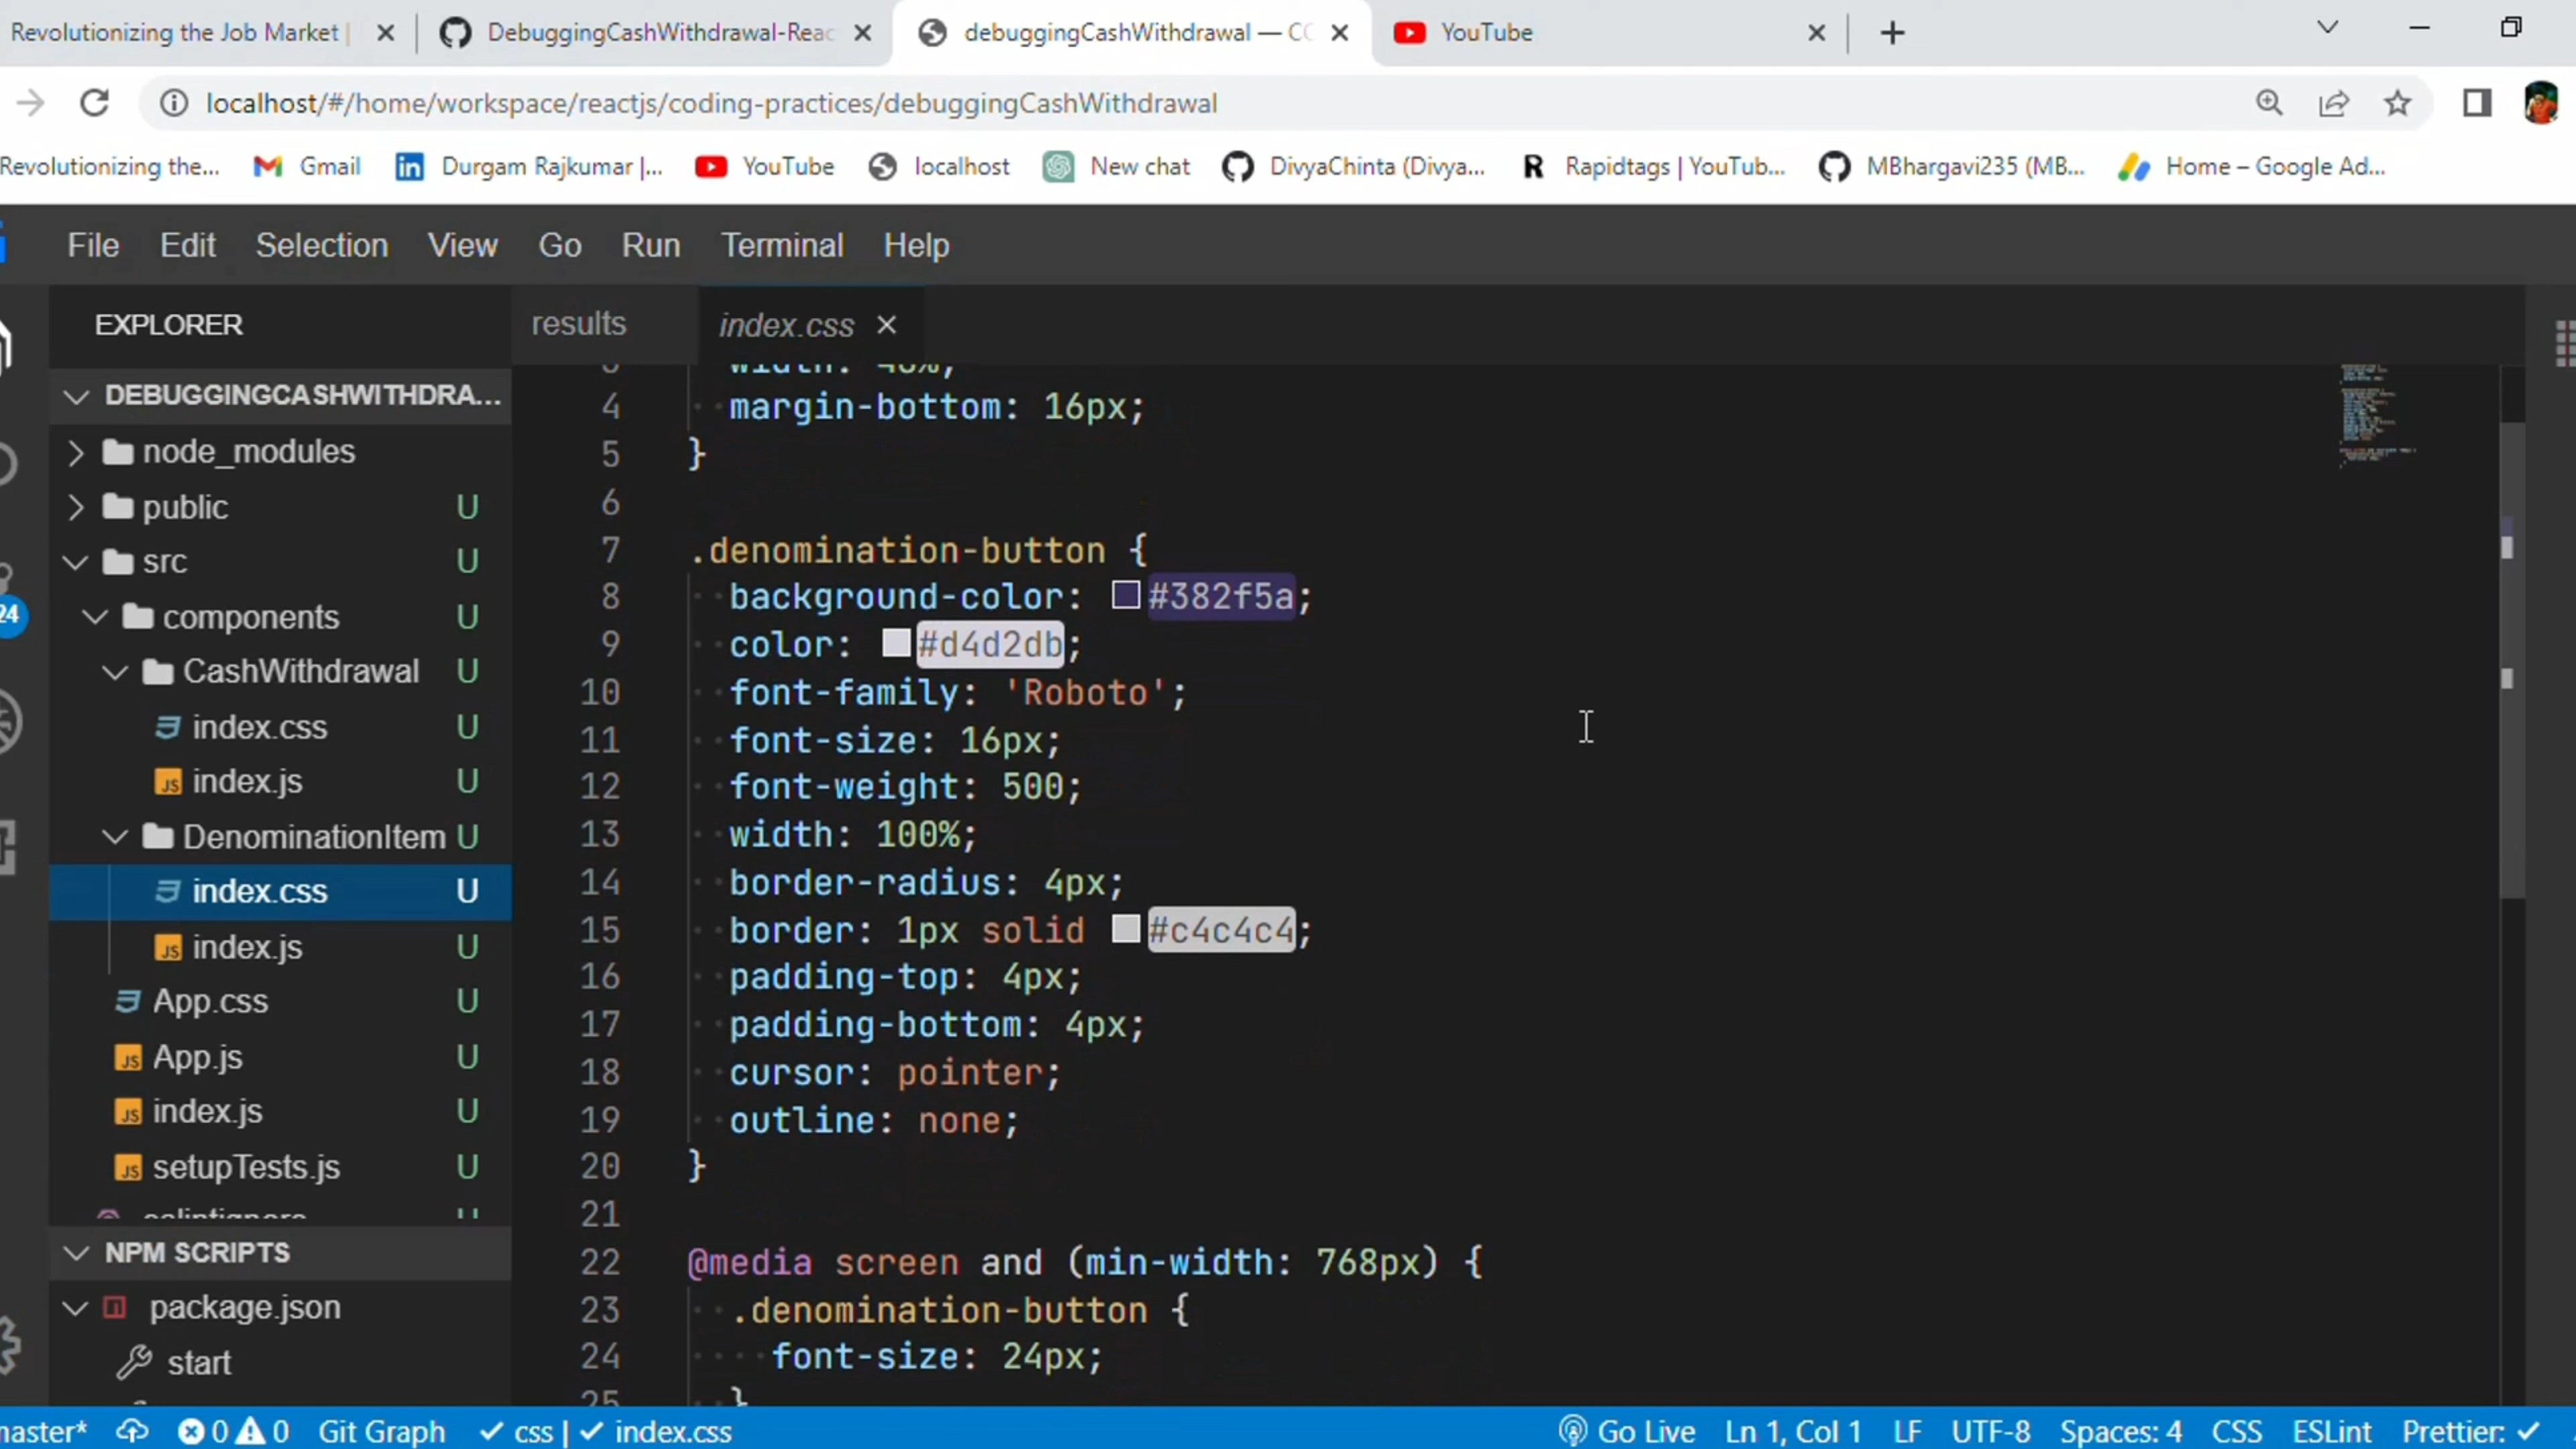 Revolutionizing the Job Market |
DebuggingCashWithdrawal-Reac
debuggingCashWithdrawal — CC
YouTube
localhost/#/home/workspace/reactjs/coding-practices/debuggingCashWithdrawal
Revolutionizing the...
Gmail
Durgam Rajkumar |...
YouTube
localhost
New chat
DivyaChinta (Divya...
Rapidtags | YouTub...
MBhargavi235 (MB...
Home – Google Ad...
File Edit Selection View Go Run Terminal Help
EXPLORER
DEBUGGINGCASHWITHDRA...
node_modules
public U
src U
components U
CashWithdrawal U
index.css U
JS index.js U
DenominationItem U
index.css U
JS index.js U
App.css U
JS App.js U
JS index.js U
JS setupTests.js U
NPM SCRIPTS
package.json
start
24
results
index.css
4 margin-bottom: 16px;
5 }
6
7 .denomination-button {
8 background-color: #382f5a;
9 color: #d4d2db;
10 font-family: 'Roboto';
11 font-size: 16px;
12 font-weight: 500;
13 width: 100%;
14 border-radius: 4px;
15 border: 1px solid #c4c4c4;
16 padding-top: 4px;
17 padding-bottom: 4px;
18 cursor: pointer;
19 outline: none;
20 }
21
22 @media screen and (min-width: 768px) {
23 .denomination-button {
24 font-size: 24px;
25 }
master* 0 0 Git Graph ✓ css | ✓ index.css Go Live Ln 1, Col 1 LF UTF-8 Spaces: 4 CSS ESLint Prettier: ✓